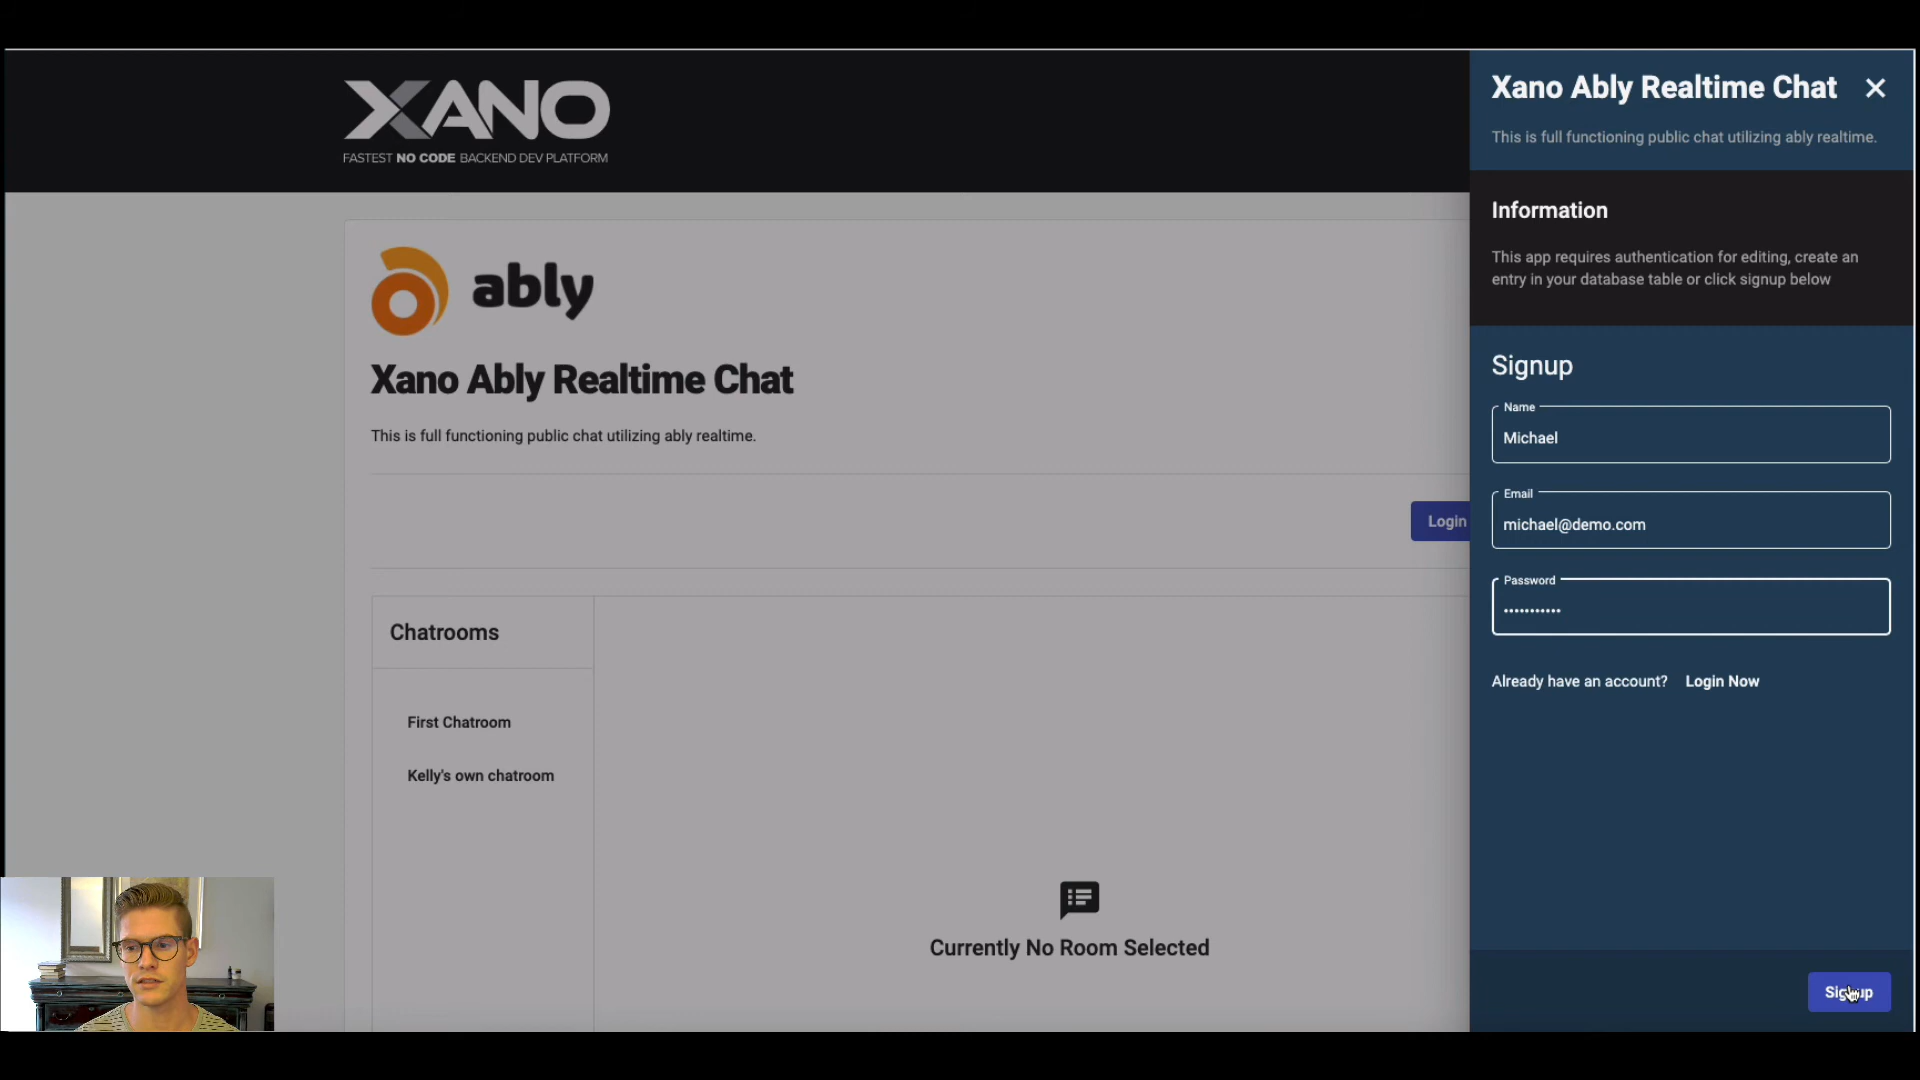 XANO
FASTEST NO CODE BACKEND DEV PLATFORM
ably
Xano Ably Realtime Chat
This is full functioning public chat utilizing ably realtime.
Login
Chatrooms
First Chatroom
Kelly's own chatroom
Currently No Room Selected
Xano Ably Realtime Chat
This is full functioning public chat utilizing ably realtime.
Information
This app requires authentication for editing, create an
entry in your database table or click signup below
Signup
Name
Michael
Email
michael@demo.com
Password
•••••••••••
Already have an account? Login Now
Signup